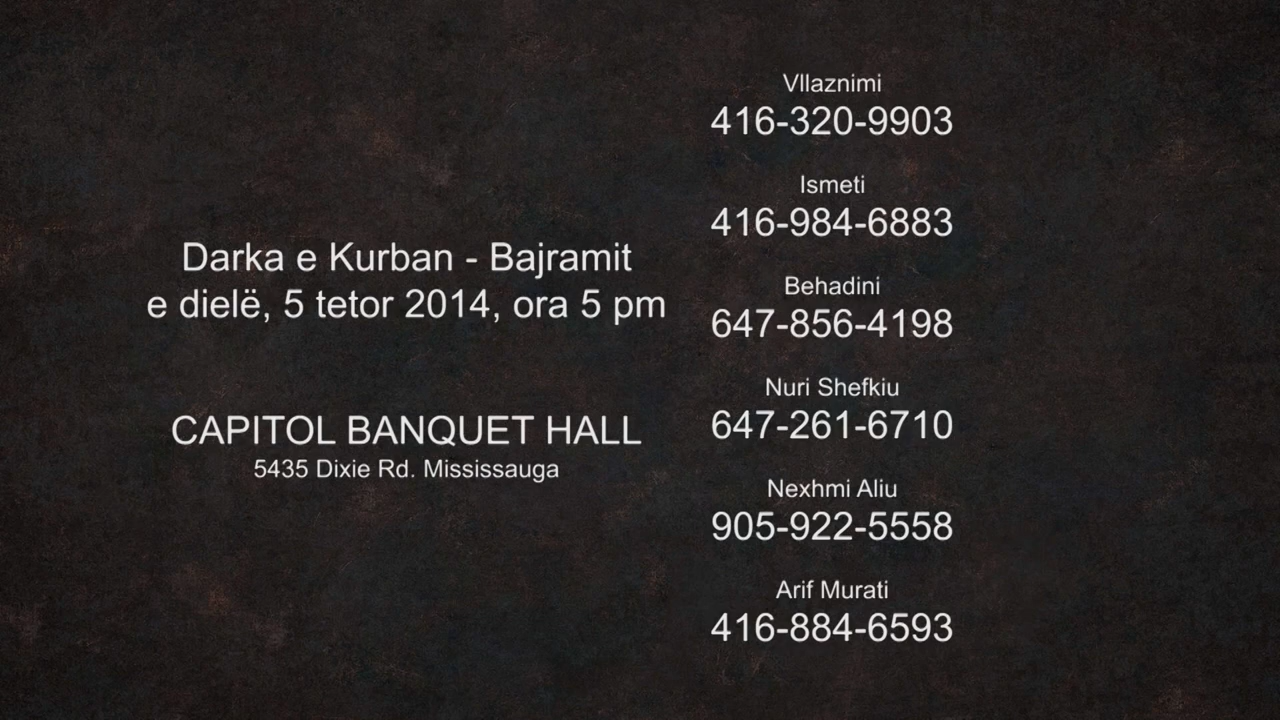 Darka e Kurban - Bajramit
e dielë, 5 tetor 2014, ora 5 pm
CAPITOL BANQUET HALL
5435 Dixie Rd. Mississauga
Vllaznimi
416-320-9903
Ismeti
416-984-6883
Behadini
647-856-4198
Nuri Shefkiu
647-261-6710
Nexhmi Aliu
905-922-5558
Arif Murati
416-884-6593